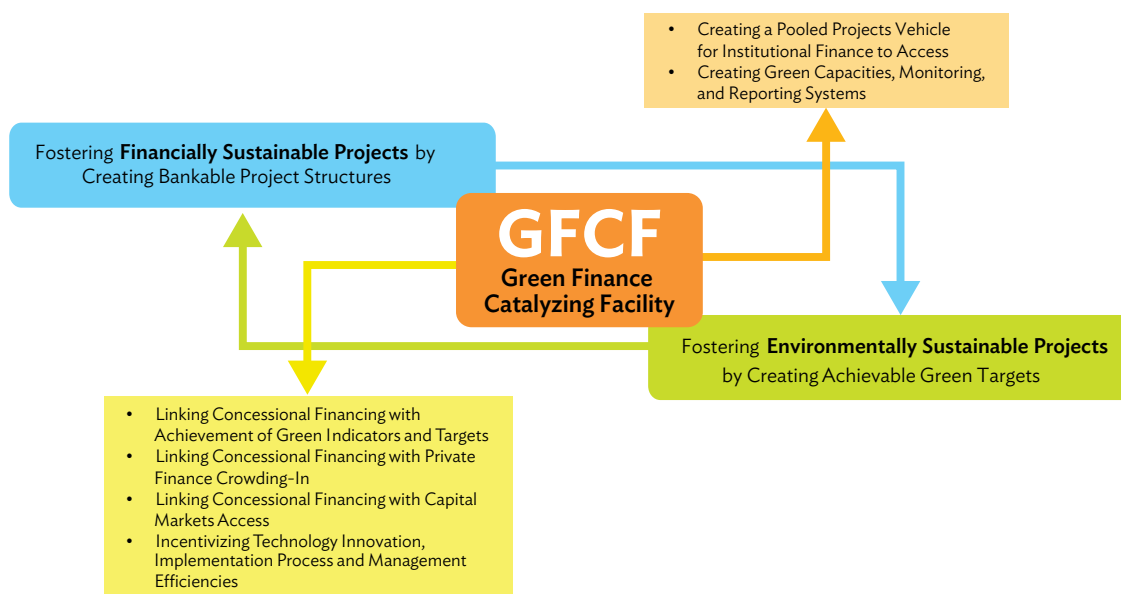 • Creating a Pooled Projects Vehicle
for Institutional Finance to Access
• Creating Green Capacities, Monitoring,
and Reporting Systems
Fostering Financially Sustainable Projects by
Creating Bankable Project Structures
GFCF
Green Finance
Catalyzing Facility
Fostering Environmentally Sustainable Projects
by Creating Achievable Green Targets
• Linking Concessional Financing with
Achievement of Green Indicators and Targets
• Linking Concessional Financing with Private
Finance Crowding-In
• Linking Concessional Financing with Capital
Markets Access
• Incentivizing Technology Innovation,
Implementation Process and Management
Efficiencies